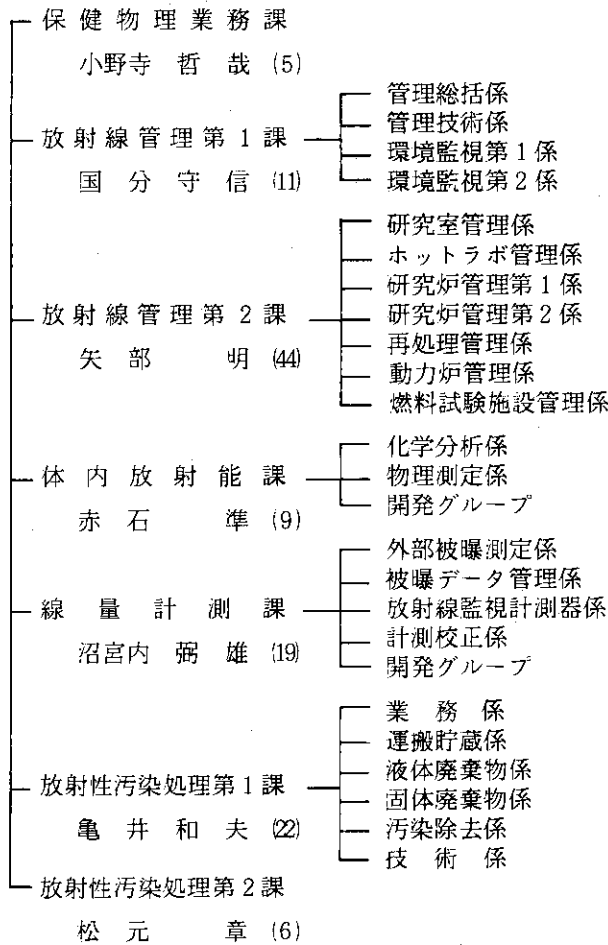 保健物理業務課
小野寺 哲哉 (5)
放射線管理第1課
国分守信 (11)
管理総括係
管理技術係
環境監視第1係
環境監視第2係
放射線管理第2課
矢部 明 (44)
研究室管理係
ホットラボ管理係
研究炉管理第1係
研究炉管理第2係
再処理管理係
動力炉管理係
燃料試験施設管理係
体内放射能課
赤石 準 (9)
化学分析係
物理測定係
開発グループ
線量計測課
沼宮内 弼雄 (19)
外部被曝測定係
被曝データ管理係
放射線監視計測器係
計測校正係
開発グループ
放射性汚染処理第1課
亀井和夫 (22)
業務係
運搬貯蔵係
液体廃棄物係
固体廃棄物係
汚染除去係
技術係
放射性汚染処理第2課
松元 章 (6)